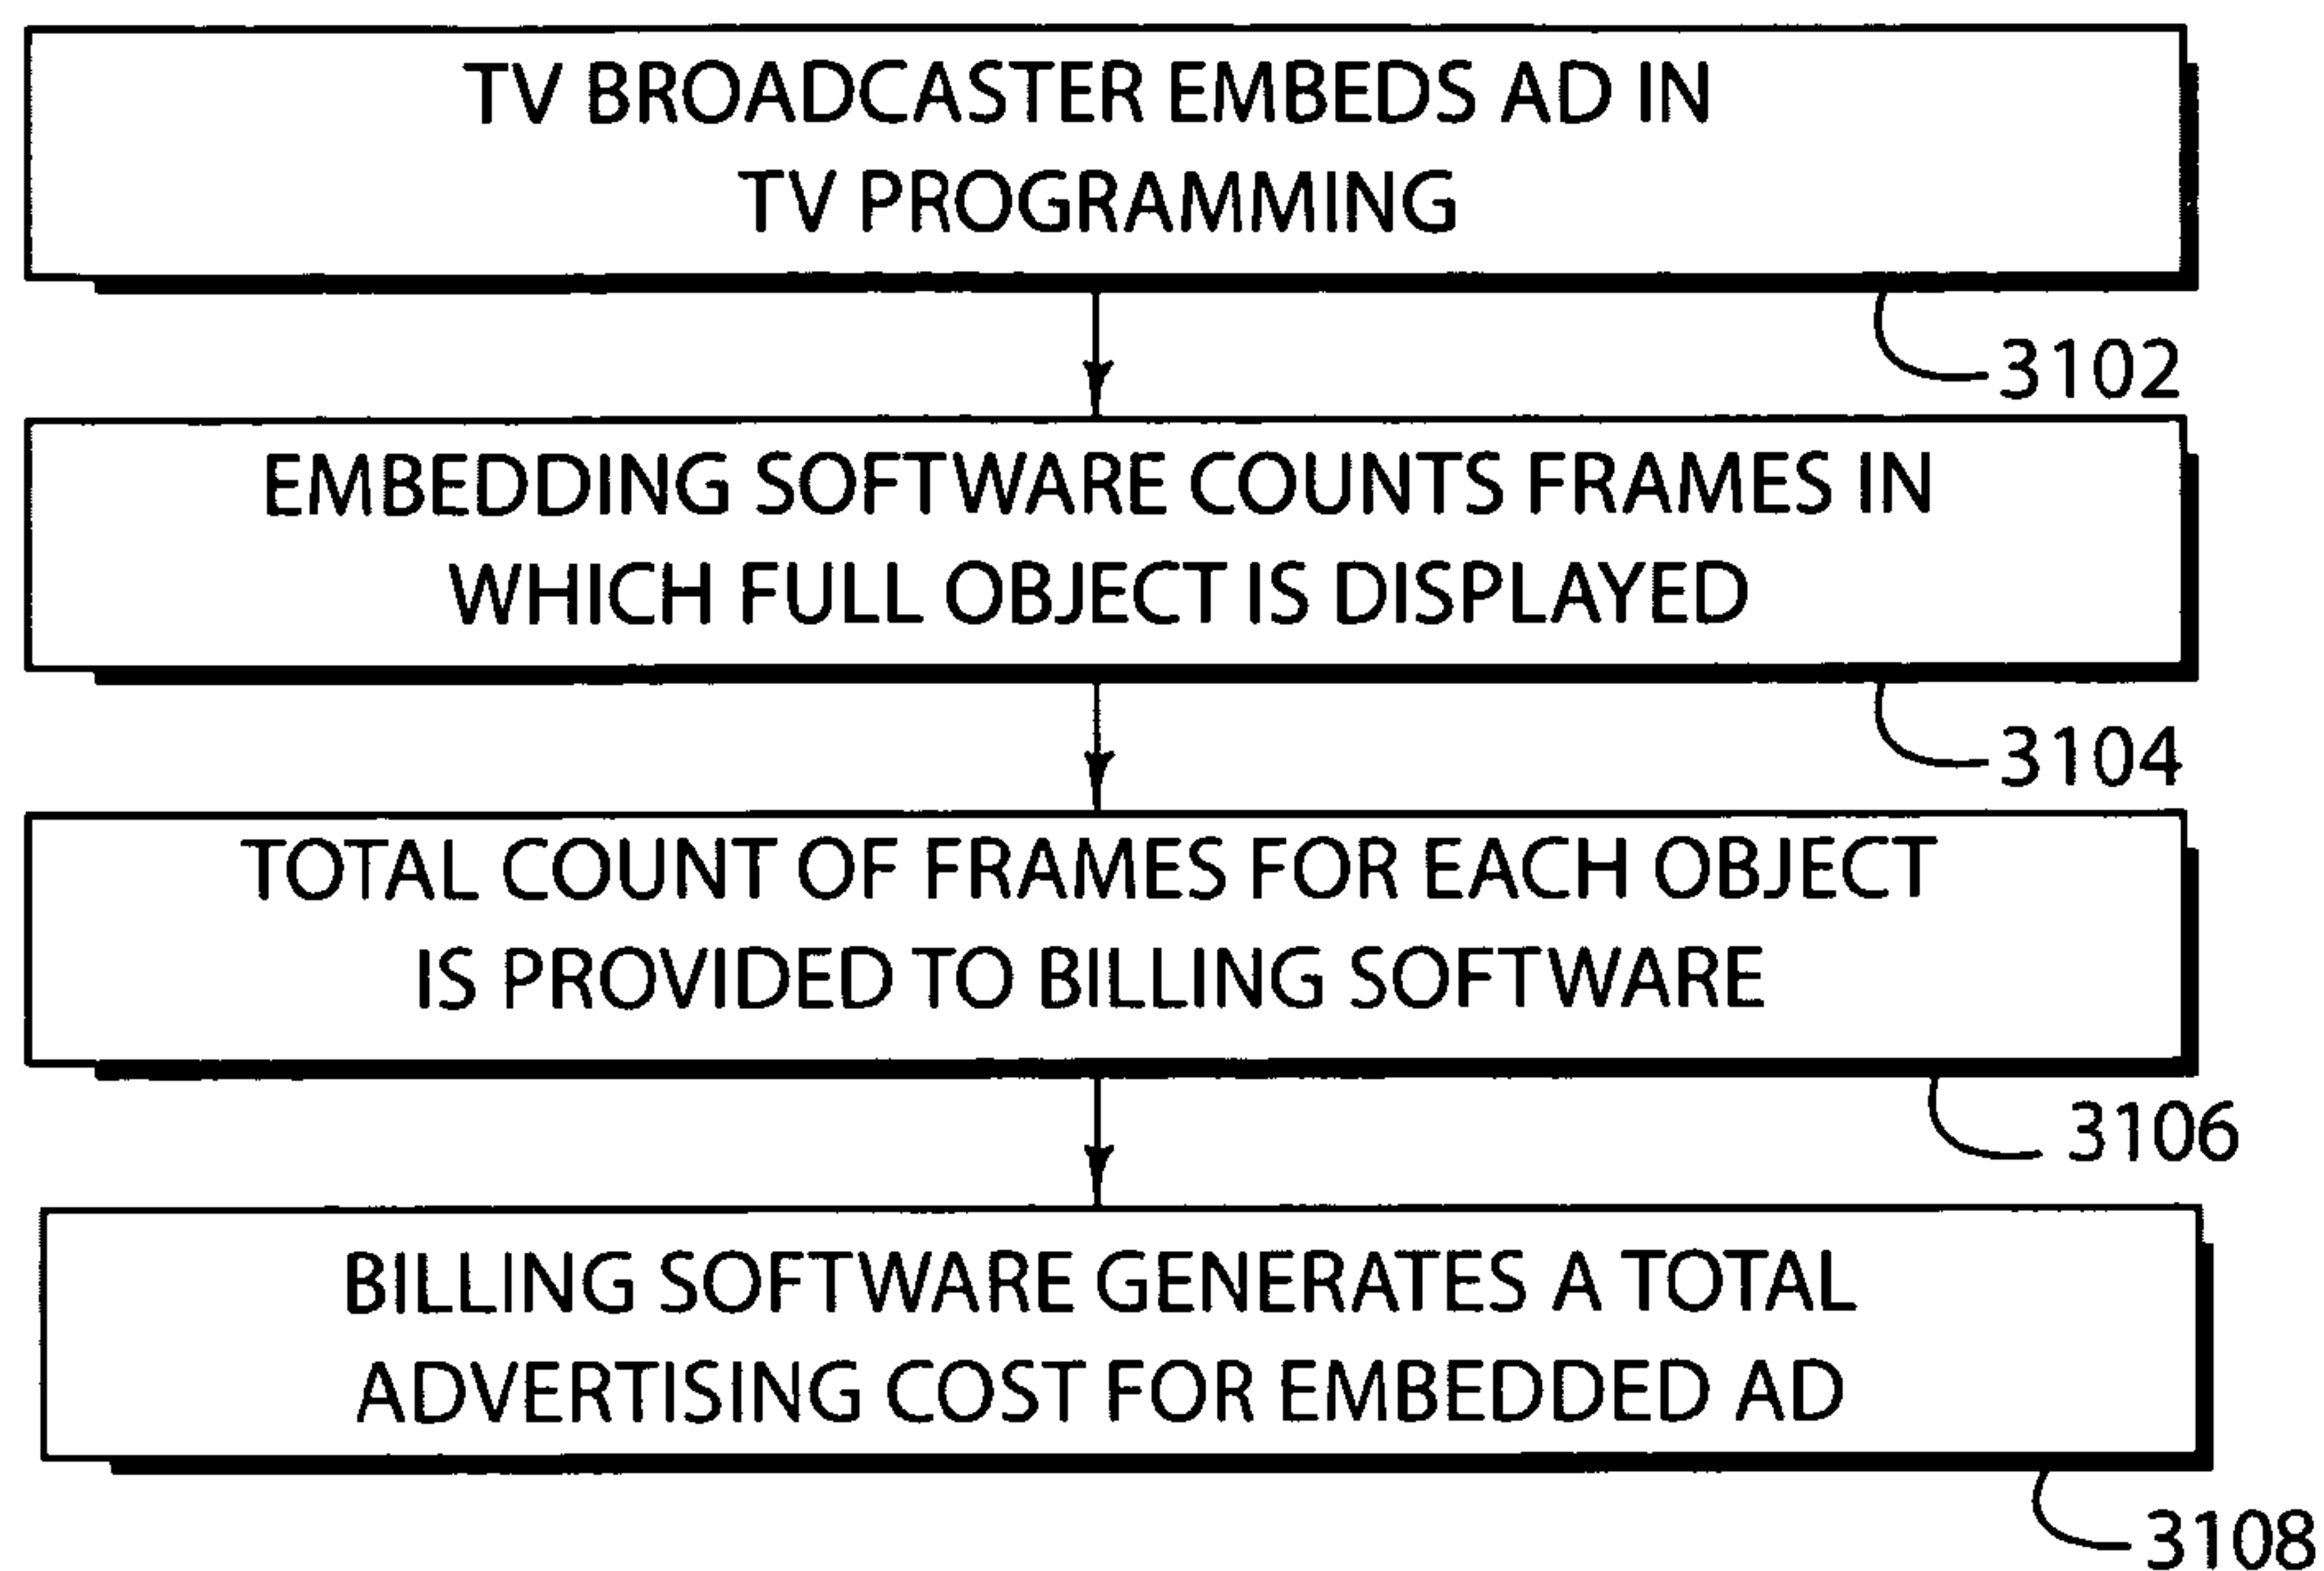 TV BROADCASTER EMBEDS AD IN
TV PROGRAMMING
3102
EMBEDDING SOFTWARE COUNTS FRAMES IN
WHICH FULL OBJECT IS DISPLAYED
3104
TOTAL COUNT OF FRAMES FOR EACH OBJECT
IS PROVIDED TO BILLING SOFTWARE
3106
BILLING SOFTWARE GENERATES A TOTAL
ADVERTISING COST FOR EMBEDDED AD
3108